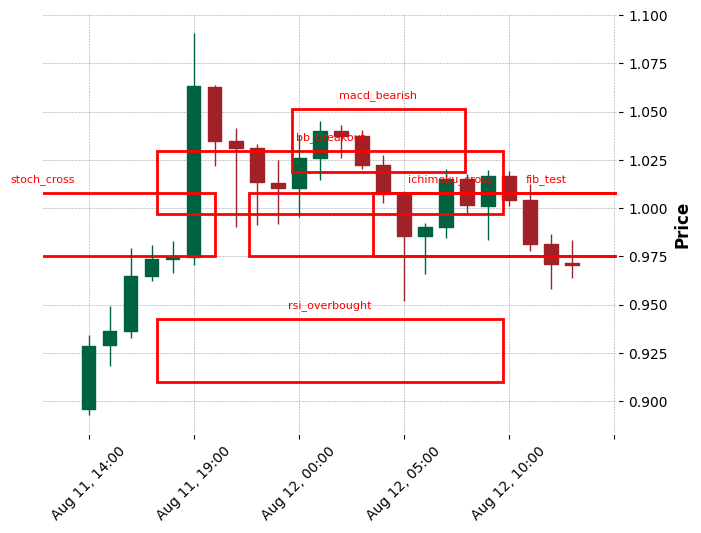 1.100
1.075
macd_bearish
1.050
bb_breakout
1.025
stoch_cross
ichimoku_cross
fib_test
1.000
Price
0.975
rsi_overbought
0.950
0.925
0.900
Aug 11, 14:00
Aug 11, 19:00
Aug 12, 00:00
Aug 12, 05:00
Aug 12, 10:00